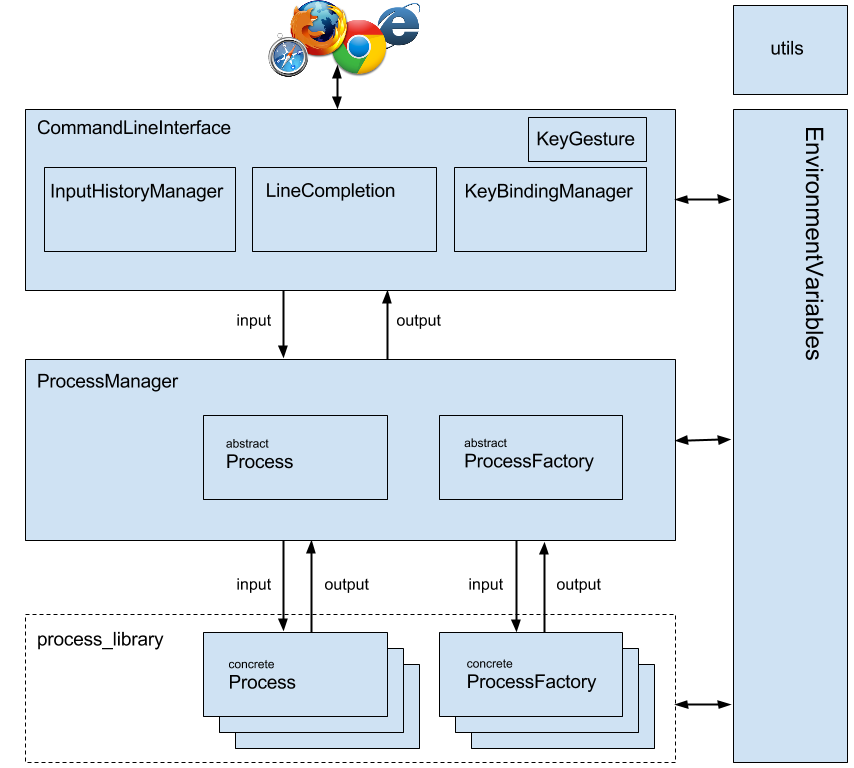 utils
CommandLineInterface
KeyGesture
InputHistoryManager
LineCompletion
KeyBindingManager
EnvironmentVariables
input
output
ProcessManager
abstract
Process
abstract
ProcessFactory
input
output
input
output
process_library
concrete
Process
concrete
ProcessFactory